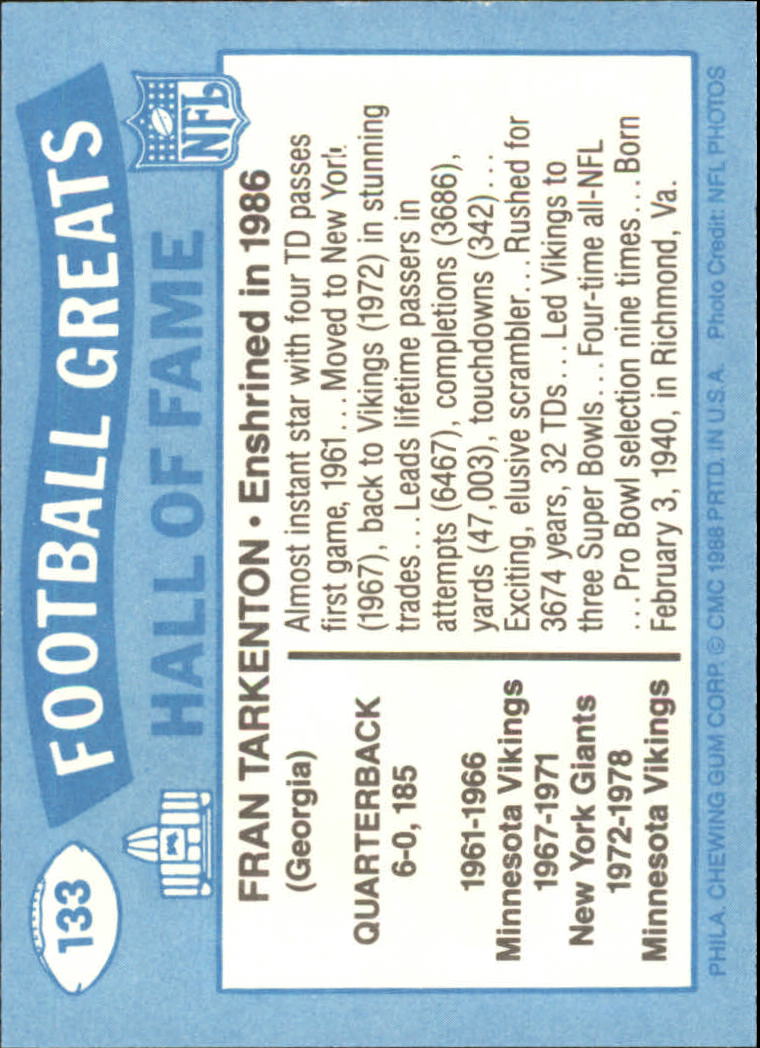 133
FOOTBALL GREATS
HALL OF FAME
NFL
FRAN TARKENTON • Enshrined in 1986
(Georgia)
QUARTERBACK
6-0, 185
1961-1966
Minnesota Vikings
1967-1971
New York Giants
1972-1978
Minnesota Vikings
Almost instant star with four TD passes
first game, 1961...Moved to New York
(1967), back to Vikings (1972) in stunning
trades...Leads lifetime passers in
attempts (6467), completions (3686),
yards (47,003), touchdowns (342)...
Exciting, elusive scrambler...Rushed for
3674 years, 32 TDs...Led Vikings to
three Super Bowls...Four-time all-NFL
...Pro Bowl selection nine times...Born
February 3, 1940, in Richmond, Va.
PHILA. CHEWING GUM CORP. © CMC 1988 PRTD. IN U.S.A. Photo Credit: NFL PHOTOS